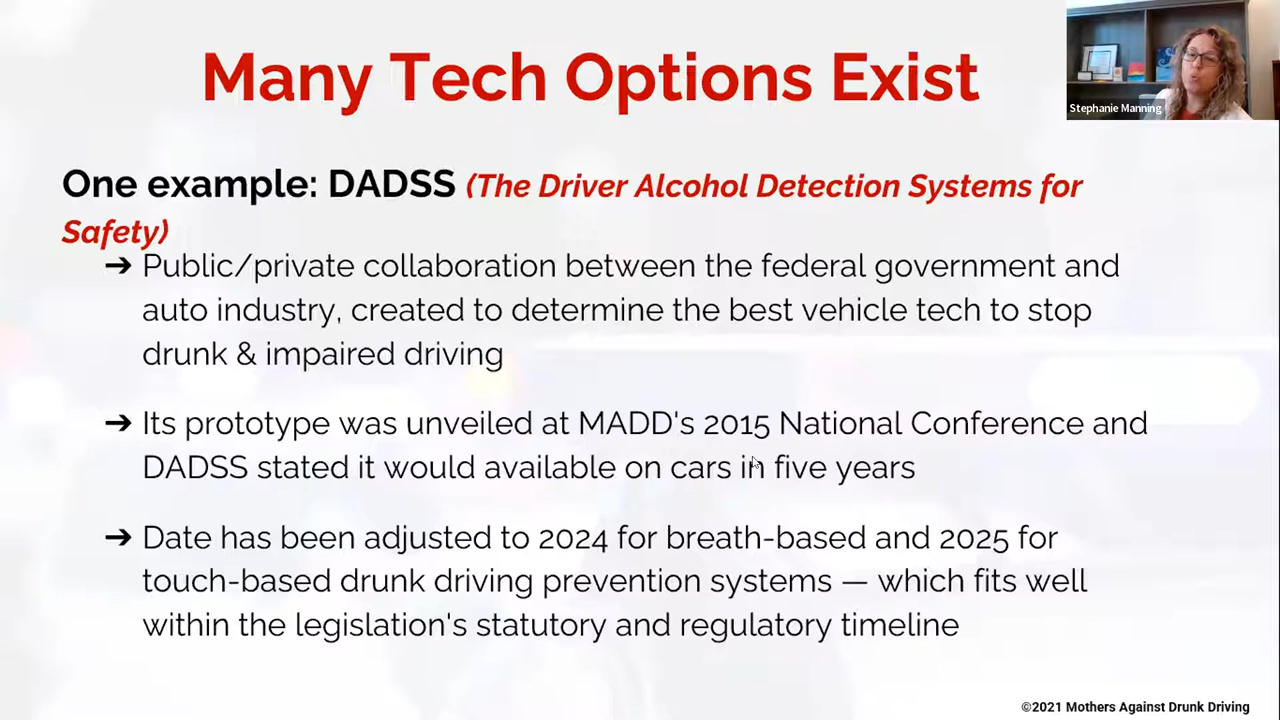 Many Tech Options Exist
Stephanie Manning
One example: DADSS (The Driver Alcohol Detection Systems for
Safety)
➔ Public/private collaboration between the federal government and
auto industry, created to determine the best vehicle tech to stop
drunk & impaired driving
➔ Its prototype was unveiled at MADD's 2015 National Conference and
DADSS stated it would available on cars in five years
➔ Date has been adjusted to 2024 for breath-based and 2025 for
touch-based drunk driving prevention systems — which fits well
within the legislation's statutory and regulatory timeline
©2021 Mothers Against Drunk Driving